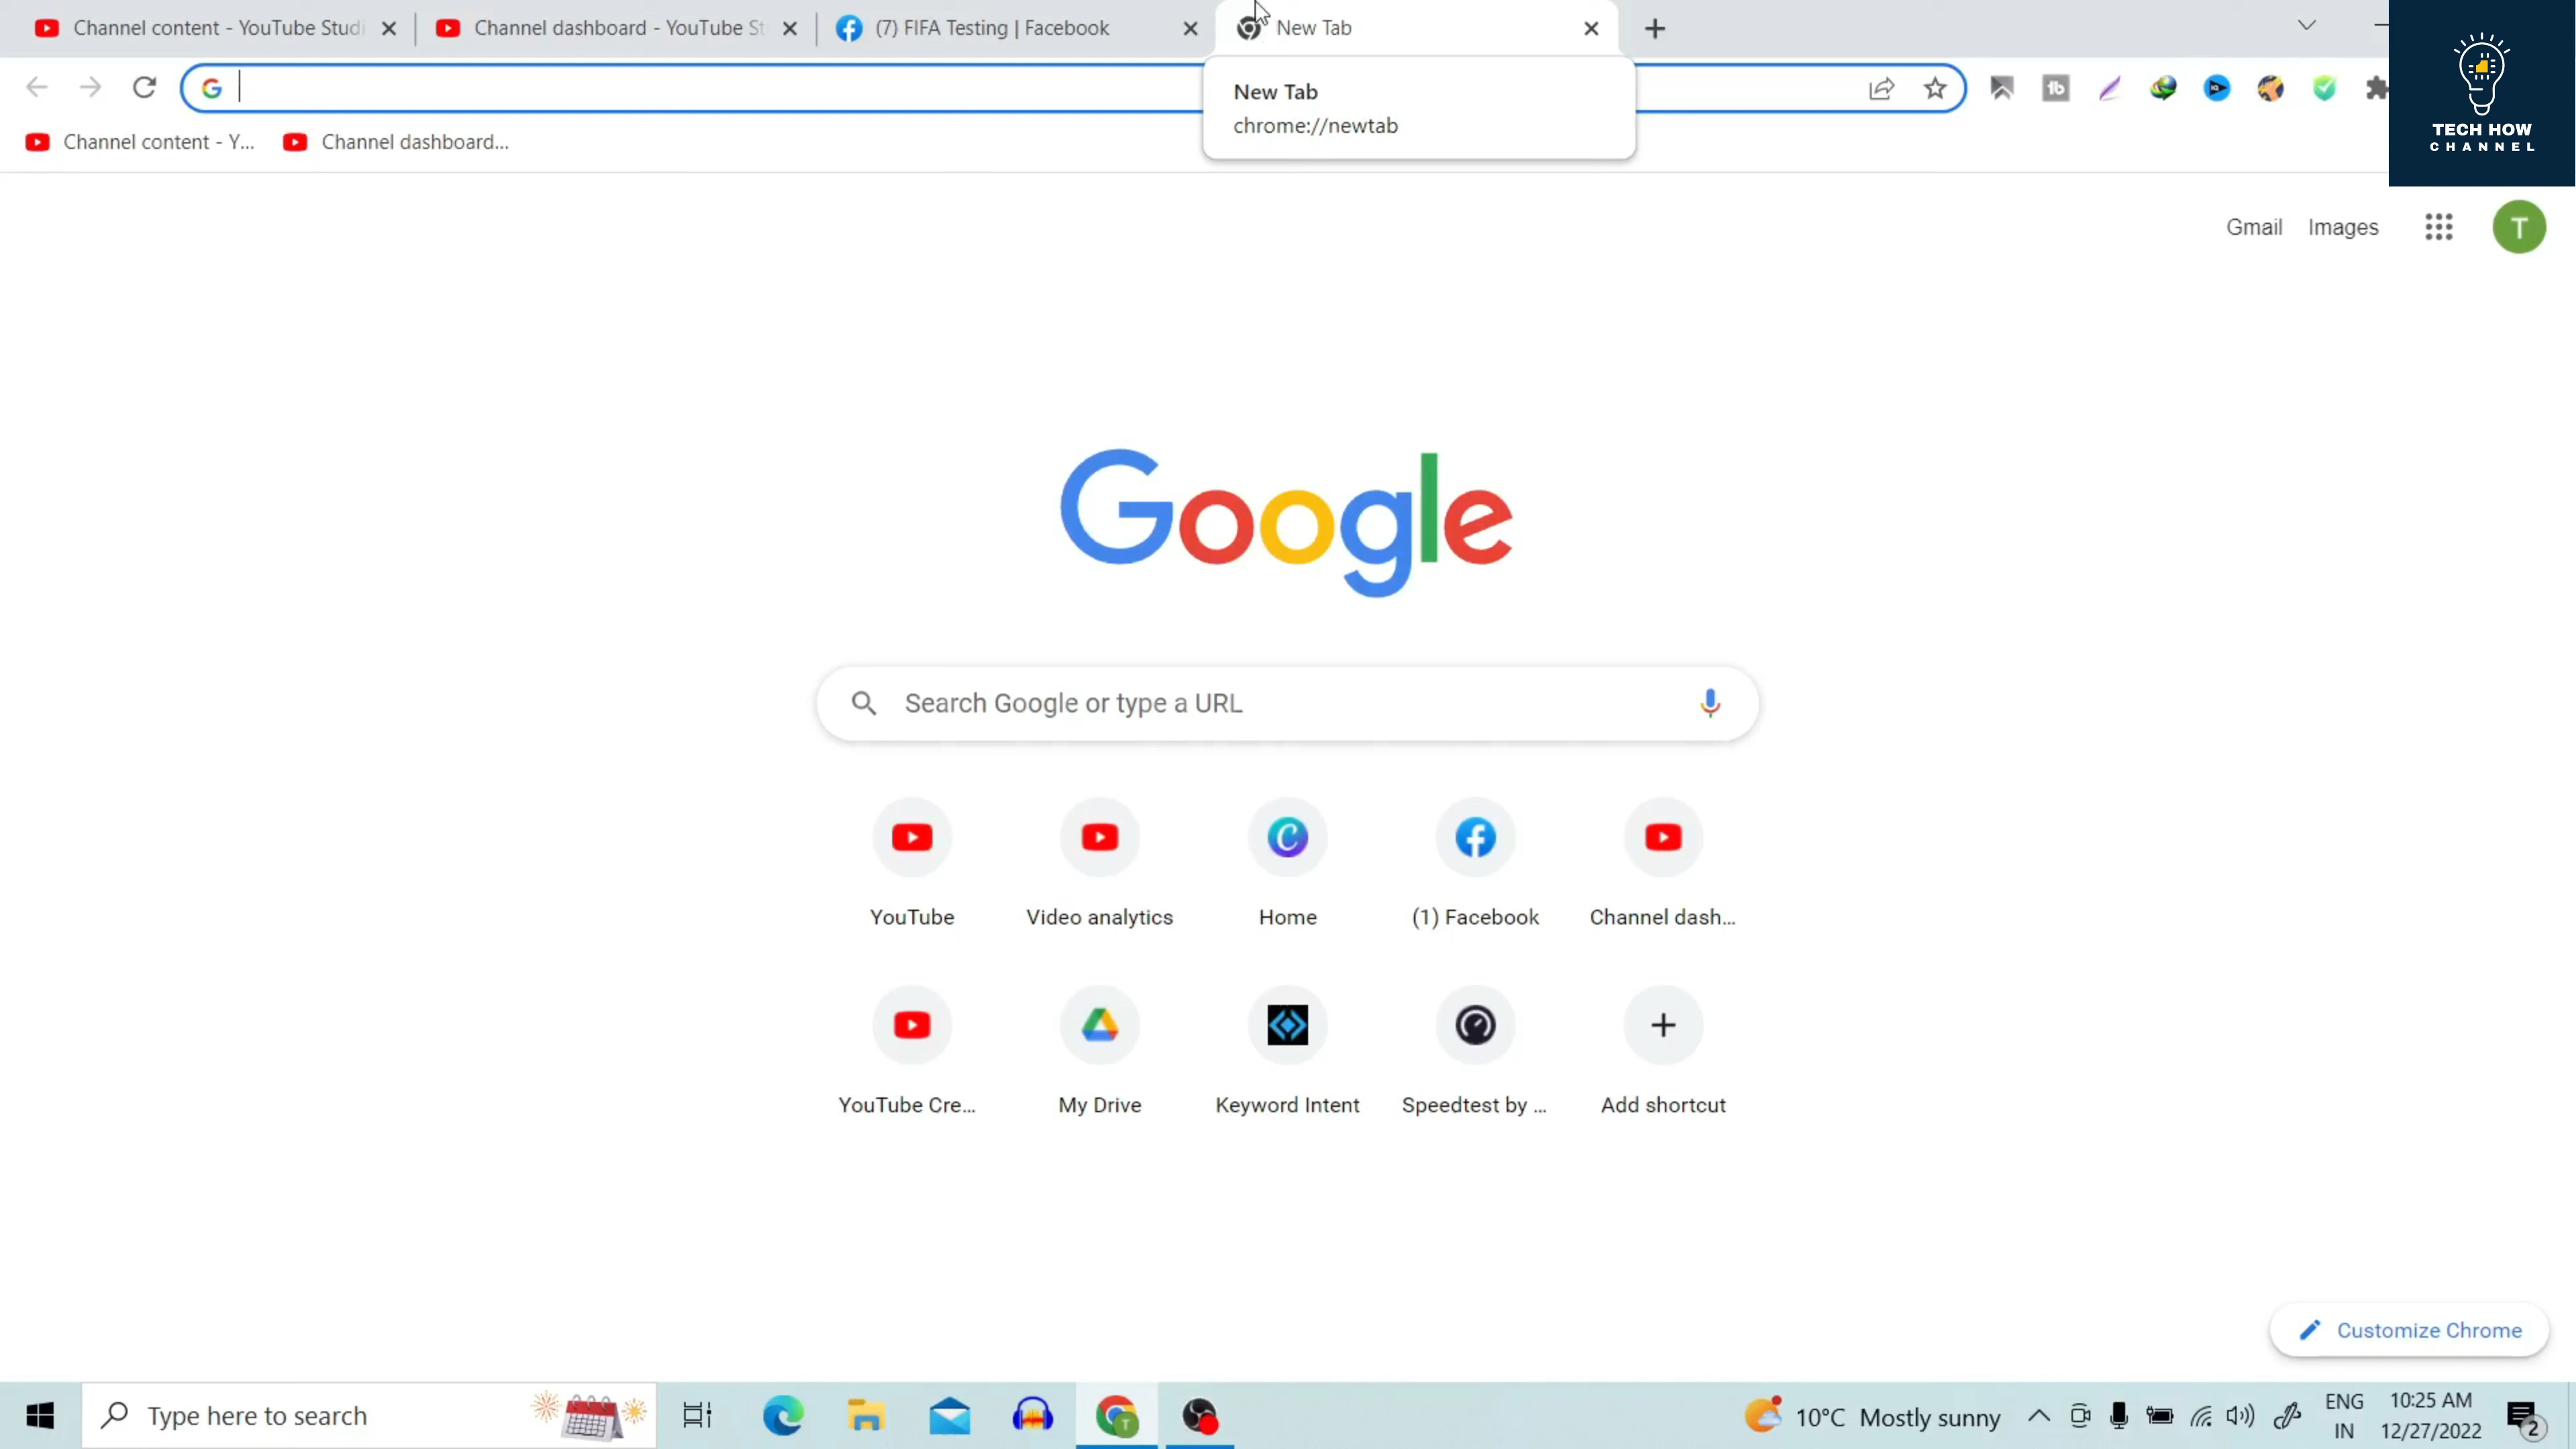 Channel content - YouTube Studi
Channel dashboard - YouTube St
(7) FIFA Testing | Facebook
New Tab
New Tab
chrome://newtab
Channel content - Y...
Channel dashboard...
TECH HOW
CHANNEL
Gmail
Images
T
Google
Search Google or type a URL
YouTube
Video analytics
Home
(1) Facebook
Channel dash...
YouTube Cre...
My Drive
Keyword Intent
Speedtest by ...
Add shortcut
Customize Chrome
Type here to search
10°C Mostly sunny
ENG
IN
10:25 AM
12/27/2022
2